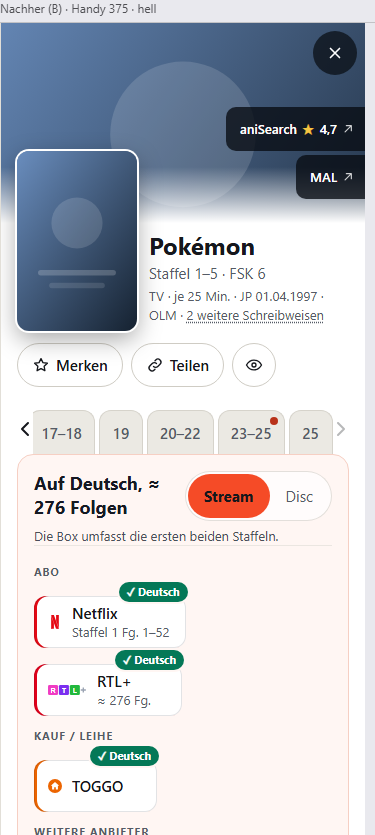 Nachher (B) · Handy 375 · hell
aniSearch ★ 4,7 ↗
MAL ↗
Pokémon
Staffel 1–5 · FSK 6
TV · je 25 Min. · JP 01.04.1997 ·
OLM · 2 weitere Schreibweisen
Merken
Teilen
17–18
19
20–22
23–25
25
Auf Deutsch, ≈
276 Folgen
Stream
Disc
Die Box umfasst die ersten beiden Staffeln.
ABO
✓ Deutsch
Netflix
Staffel 1 Fg. 1–52
✓ Deutsch
RTL+
RTL+
≈ 276 Fg.
KAUF / LEIHE
✓ Deutsch
TOGGO
WEITERE ANBIETER